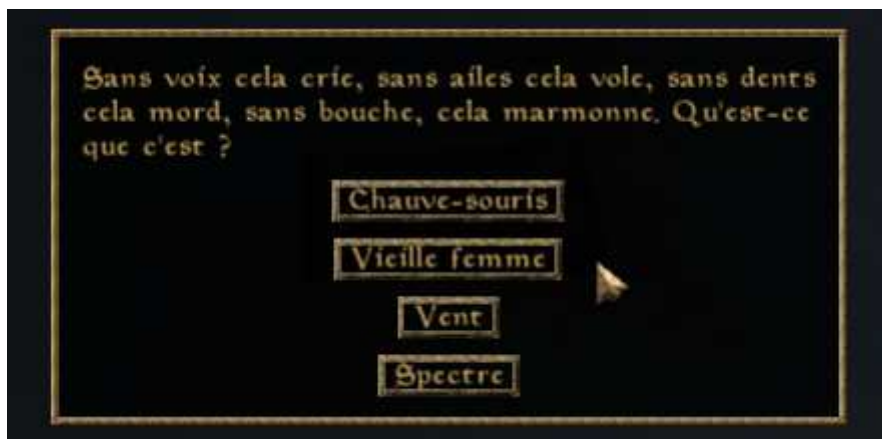 Sans voix cela crie, sans ailes cela vole, sans dents
cela mord, sans bouche, cela marmonne. Qu'est-ce
que c'est ?
Chauve-souris
Vieille femme
Vent
Spectre